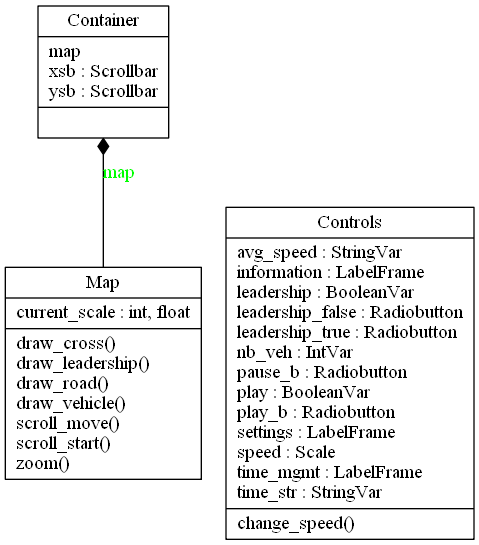 Container
map
xsb : Scrollbar
ysb : Scrollbar
map
Map
current_scale : int, float
draw_cross()
draw_leadership()
draw_road()
draw_vehicle()
scroll_move()
scroll_start()
zoom()
Controls
avg_speed : StringVar
information : LabelFrame
leadership : BooleanVar
leadership_false : Radiobutton
leadership_true : Radiobutton
nb_veh : IntVar
pause_b : Radiobutton
play : BooleanVar
play_b : Radiobutton
settings : LabelFrame
speed : Scale
time_mgmt : LabelFrame
time_str : StringVar
change_speed()